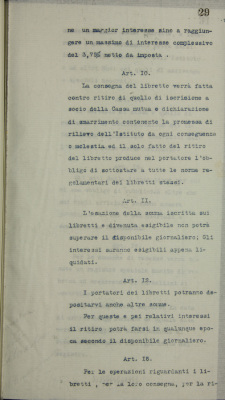 29
no un maggior interesse sino a raggiun-
gere un massimo di interesse complessivo
del 3,75% netto da imposta.
Art. 10.
La consegna del libretto verrà fatta
contro ritiro di quello di iscrizione a
socio della Cassa mutua e dichiarazione
di smarrimento contenente la promessa di
rilievo dell'Istituto da ogni conseguenza
o molestia ed il solo fatto del ritiro
del libretto produce nel portatore l'ob-
bligo di sottostare a tutte le norme re-
golamentari dei libretti stessi.
Art. 11.
L'esazione della somma iscritta sui
libretti e divenuta esigibile non potrà
superare il disponibile giornaliero; Gli
interessi saranno esigibili appena li-
quidati.
Art. 12.
I portatori dei libretti potranno de-
positarvi anche altre somme.
Per queste e pei relativi interessi
il ritiro potrà farsi in qualunque epo-
ca secondo il disponibile giornaliero.
Art. 13.
Per le operazioni riguardanti i li-
bretti, per la loro consegna, per la ri-